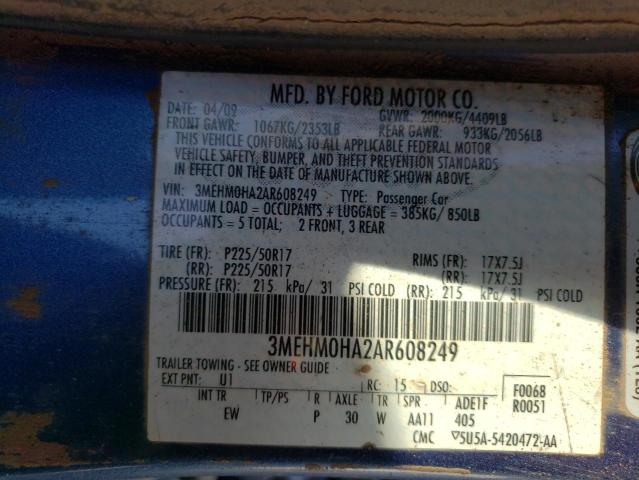 MFD. BY FORD MOTOR CO.
DATE: 04/09 GVWR: 2000KG/4409LB
FRONT GAWR: 1067KG/2353LB REAR GAWR: 933KG/2056LB
THIS VEHICLE CONFORMS TO ALL APPLICABLE FEDERAL MOTOR
VEHICLE SAFETY, BUMPER, AND THEFT PREVENTION STANDARDS
IN EFFECT ON THE DATE OF MANUFACTURE SHOWN ABOVE.
VIN: 3MEHM0HA2AR608249 TYPE: Passenger Car
MAXIMUM LOAD = OCCUPANTS + LUGGAGE = 385KG/ 850LB
OCCUPANTS = 5 TOTAL; 2 FRONT, 3 REAR
TIRE (FR): P225/50R17 RIMS (FR): 17X7.5J
(RR): P225/50R17 (RR): 17X7.5J
PRESSURE (FR): 215 kPa/ 31 PSI COLD (RR): 215 kPa/ 31 PSI COLD
3MEHM0HA2AR608249
TRAILER TOWING - SEE OWNER GUIDE
EXT PNT: U1 RC: 15 DSO: F0068
INT TR TP/PS R AXLE TR SPR ADE1F R0051
EW P 30 W AA11 405
CMC ▽5U5A-5420472-AA